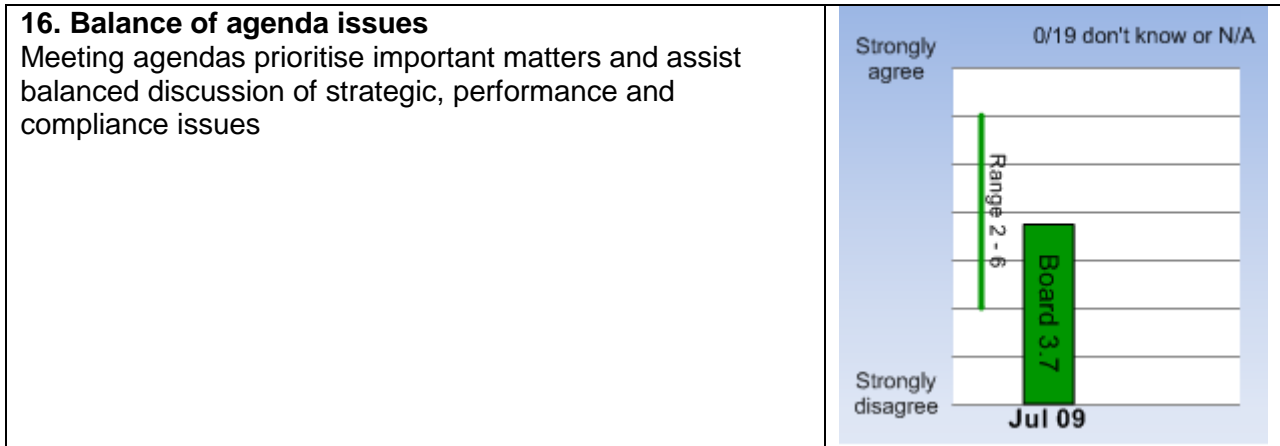 16. Balance of agenda issues
Meeting agendas prioritise important matters and assist
balanced discussion of strategic, performance and
compliance issues
0/19 don't know or N/A
Strongly
agree
Range 2 - 6
Board 3.7
Strongly
disagree
Jul 09